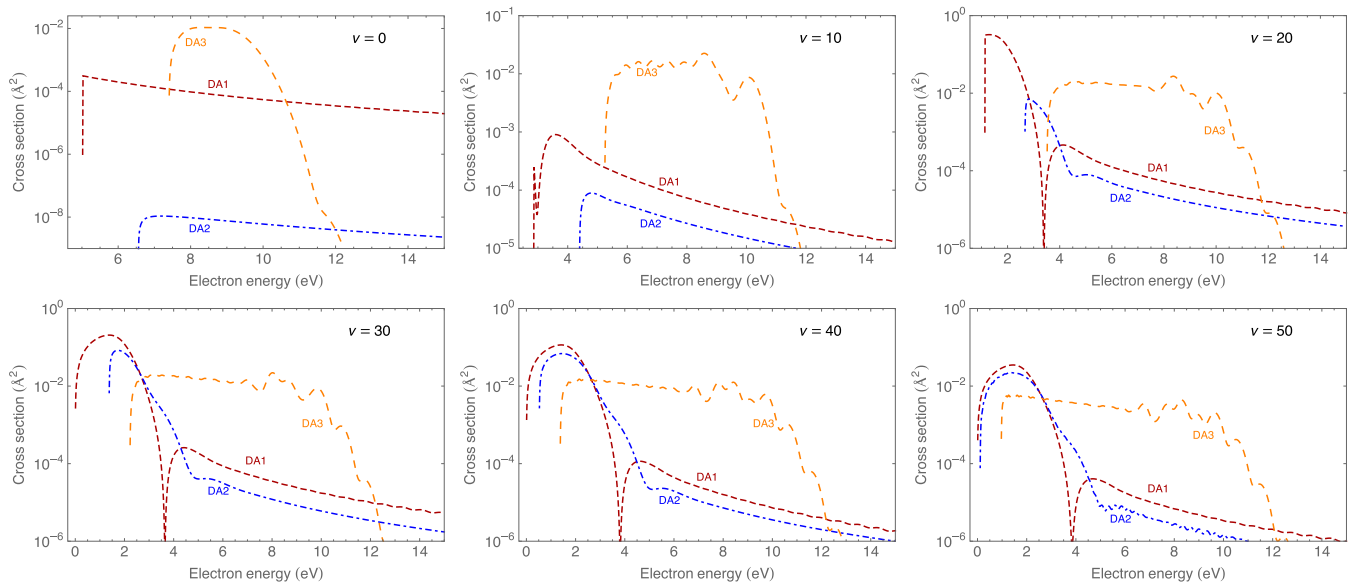 v = 0
DA3
DA1
DA2
Cross section (Å²)
10⁻²
10⁻⁴
10⁻⁶
10⁻⁸
6 8 10 12 14
Electron energy (eV)
v = 10
DA3
DA1
DA2
Cross section (Å²)
10⁻¹
10⁻²
10⁻³
10⁻⁴
10⁻⁵
4 6 8 10 12 14
Electron energy (eV)
v = 20
DA3
DA1
DA2
Cross section (Å²)
10⁰
10⁻²
10⁻⁴
10⁻⁶
2 4 6 8 10 12 14
Electron energy (eV)
v = 30
DA3
DA1
DA2
Cross section (Å²)
10⁰
10⁻²
10⁻⁴
10⁻⁶
0 2 4 6 8 10 12 14
Electron energy (eV)
v = 40
DA3
DA1
DA2
Cross section (Å²)
10⁰
10⁻²
10⁻⁴
10⁻⁶
0 2 4 6 8 10 12 14
Electron energy (eV)
v = 50
DA3
DA1
DA2
Cross section (Å²)
10⁰
10⁻²
10⁻⁴
10⁻⁶
0 2 4 6 8 10 12 14
Electron energy (eV)